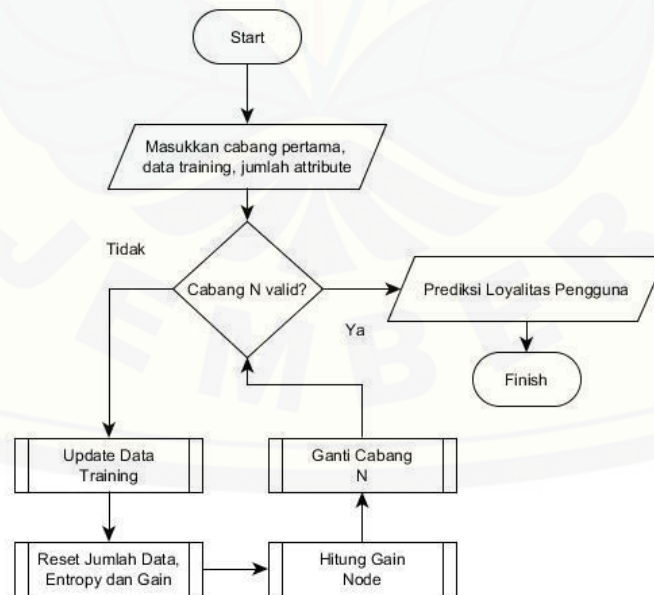 Start
Masukkan cabang pertama,
data training, jumlah attribute
Tidak
Cabang N valid?
Prediksi Loyalitas Pengguna
Ya
Finish
Update Data
Training
Ganti Cabang
N
Reset Jumlah Data,
Entropy dan Gain
Hitung Gain
Node
JEMBER